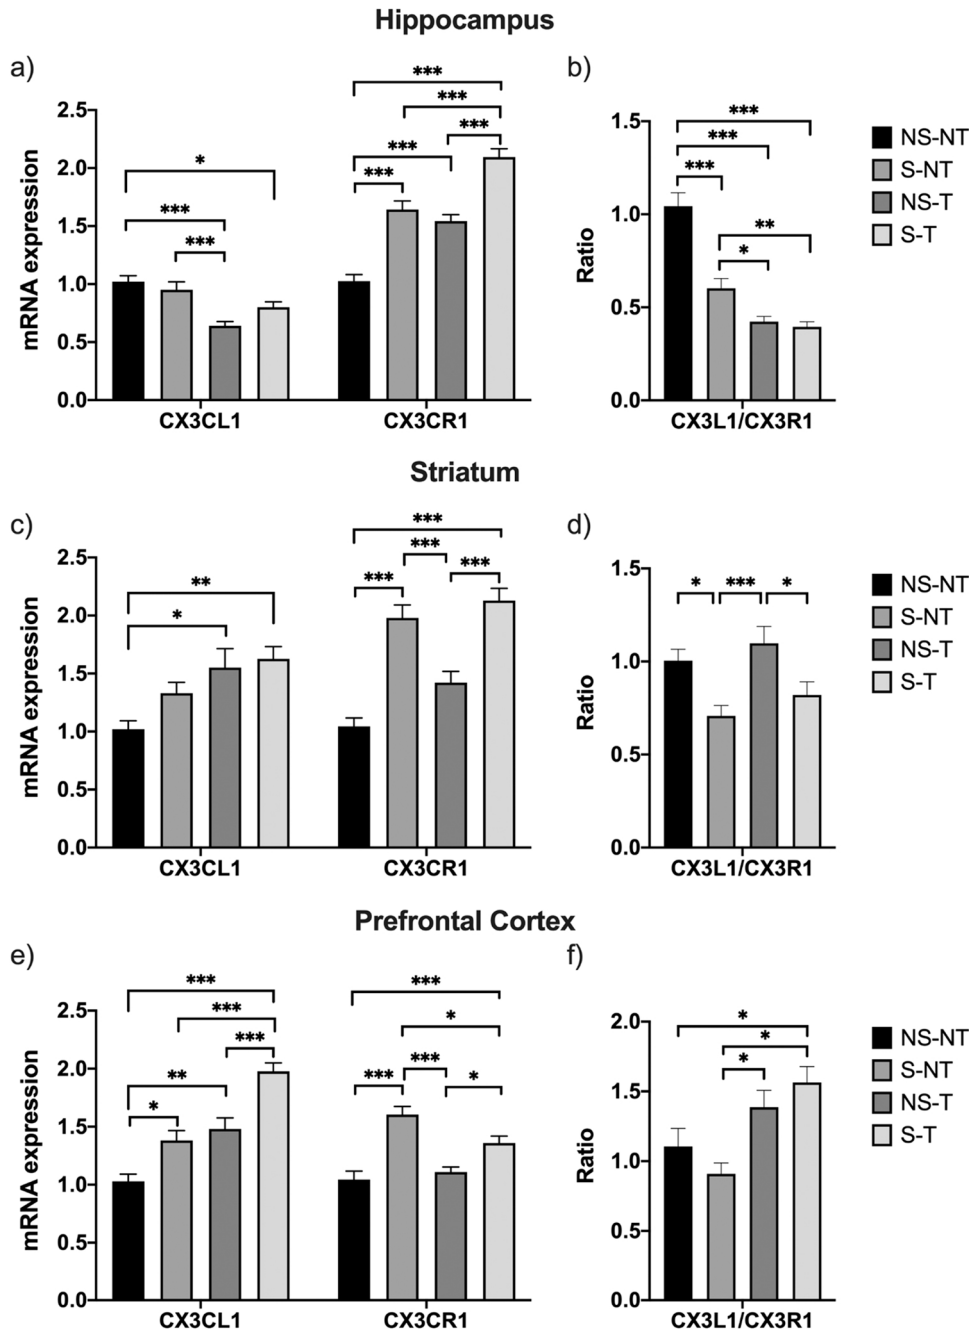 Hippocampus
a)
b)
mRNA expression
2.5
2.0
1.5
1.0
0.5
0.0
*
***
***
***
***
***
***
***
CX3CL1
CX3CR1
Ratio
1.5
1.0
0.5
0.0
***
***
***
**
*
CX3L1/CX3R1
NS-NT
S-NT
NS-T
S-T
Striatum
c)
d)
mRNA expression
2.5
2.0
1.5
1.0
0.5
0.0
**
*
***
***
***
***
CX3CL1
CX3CR1
Ratio
1.5
1.0
0.5
0.0
*
***
*
CX3L1/CX3R1
NS-NT
S-NT
NS-T
S-T
Prefrontal Cortex
e)
f)
mRNA expression
2.5
2.0
1.5
1.0
0.5
0.0
***
***
***
**
*
***
*
***
***
*
CX3CL1
CX3CR1
Ratio
2.0
1.5
1.0
0.5
0.0
*
*
*
CX3L1/CX3R1
NS-NT
S-NT
NS-T
S-T